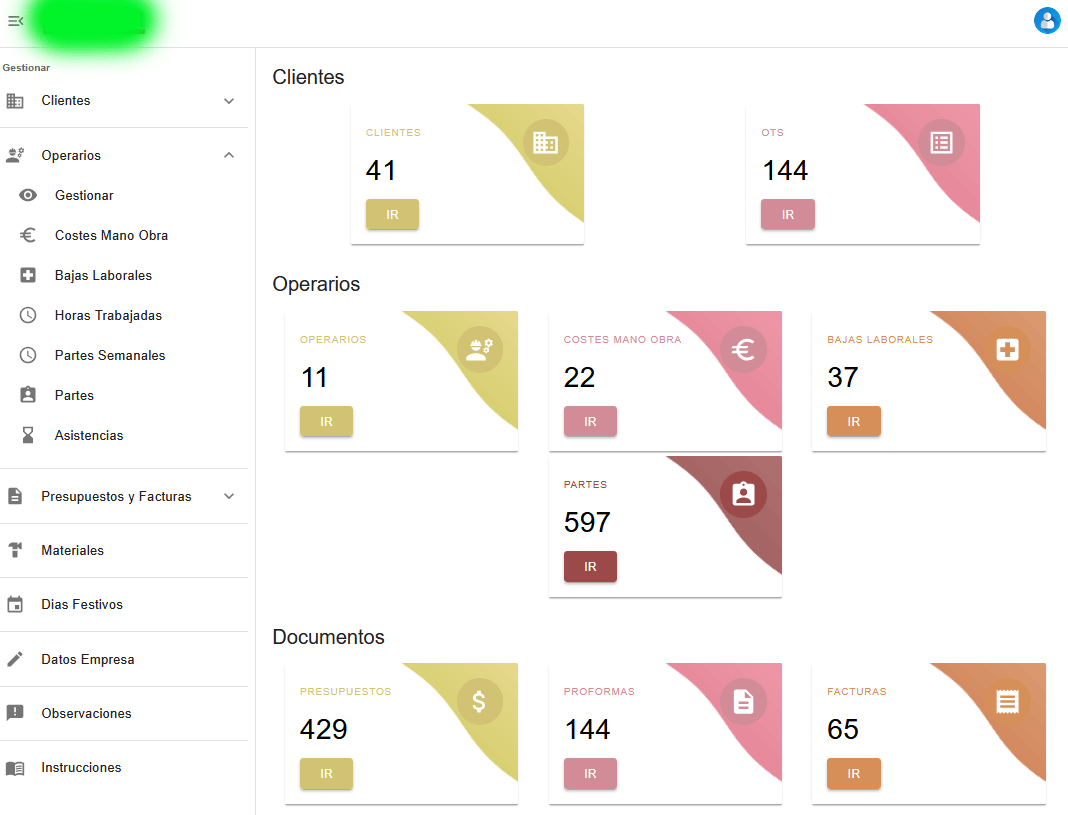 Gestionar
Clientes
Operarios
Gestionar
Costes Mano Obra
Bajas Laborales
Horas Trabajadas
Partes Semanales
Partes
Asistencias
Presupuestos y Facturas
Materiales
Dias Festivos
Datos Empresa
Observaciones
Instrucciones
Clientes
CLIENTES
41
IR
OTS
144
IR
Operarios
OPERARIOS
11
IR
COSTES MANO OBRA
22
IR
BAJAS LABORALES
37
IR
PARTES
597
IR
Documentos
PRESUPUESTOS
429
IR
PROFORMAS
144
IR
FACTURAS
65
IR